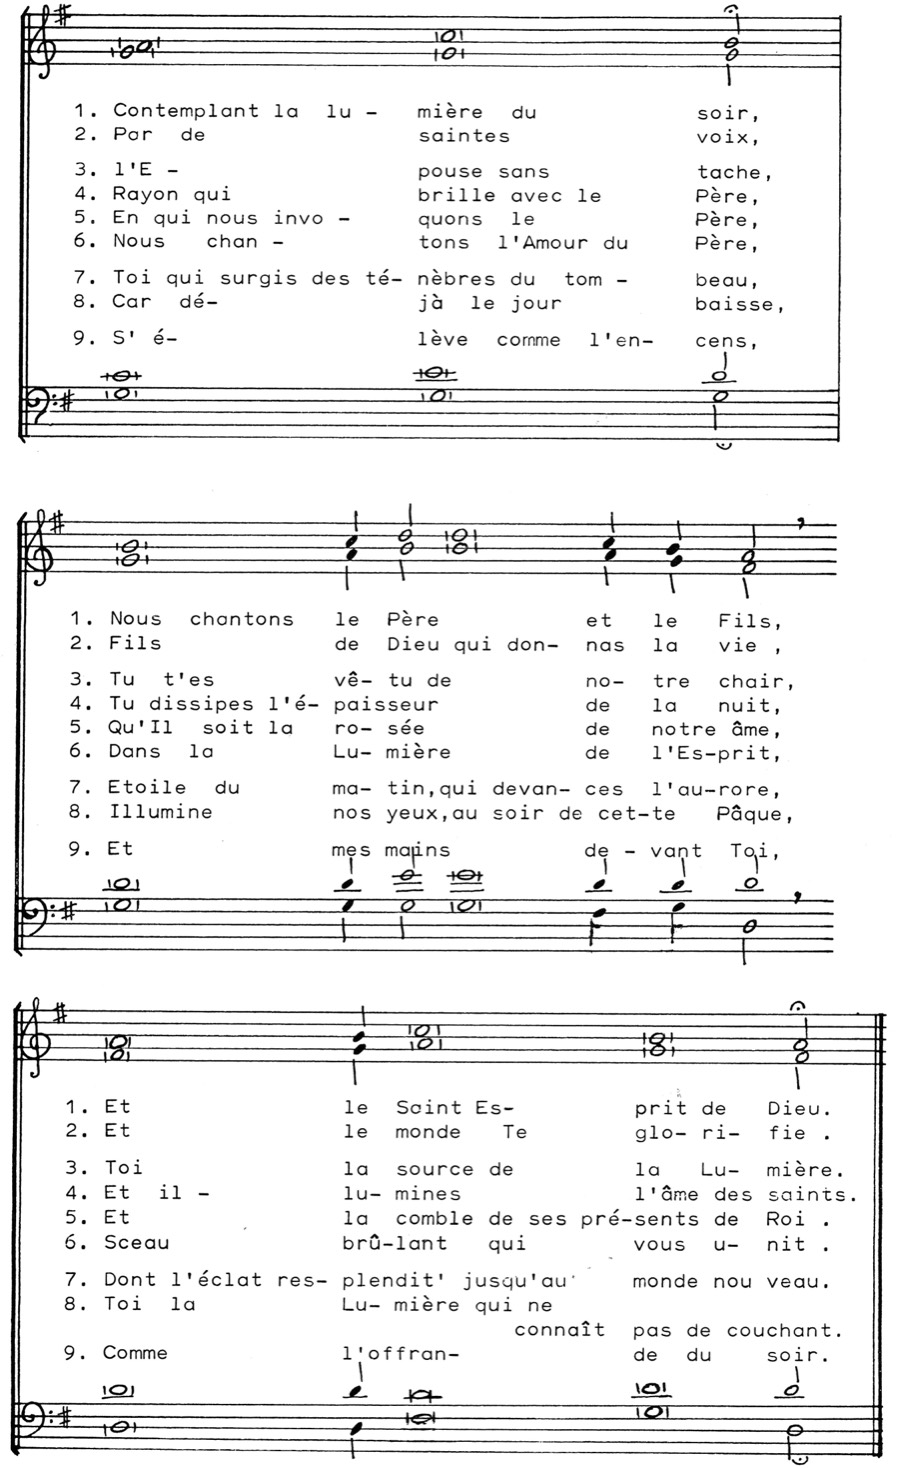 1. Contemplant la lu - mière du soir,
2. Par de saintes voix,
3. l'E - pouse sans tache,
4. Rayon qui brille avec le Père,
5. En qui nous invo - quons le Père,
6. Nous chan - tons l'Amour du Père,
7. Toi qui surgis des té- nèbres du tom - beau,
8. Car dé- jà le jour baisse,
9. S' é- lève comme l'en- cens,
1. Nous chantons le Père et le Fils,
2. Fils de Dieu qui don- nas la vie ,
3. Tu t'es vê- tu de no- tre chair,
4. Tu dissipes l'é- paisseur de la nuit,
5. Qu'Il soit la ro- sée de notre âme,
6. Dans la Lu- mière de l'Es-prit,
7. Etoile du ma- tin,qui devan- ces l'au-rore,
8. Illumine nos yeux,au soir de cet-te Pâque,
9. Et mes mains de - vant Toi,
1. Et le Saint Es- prit de Dieu.
2. Et le monde Te glo- ri- fie .
3. Toi la source de la Lu- mière.
4. Et il - lu- mines l'âme des saints.
5. Et la comble de ses pré-sents de Roi .
6. Sceau brû-lant qui vous u- nit .
7. Dont l'éclat res- plendit' jusqu'au monde nou veau.
8. Toi la Lu- mière qui ne
connaît pas de couchant.
9. Comme l'offran- de du soir.